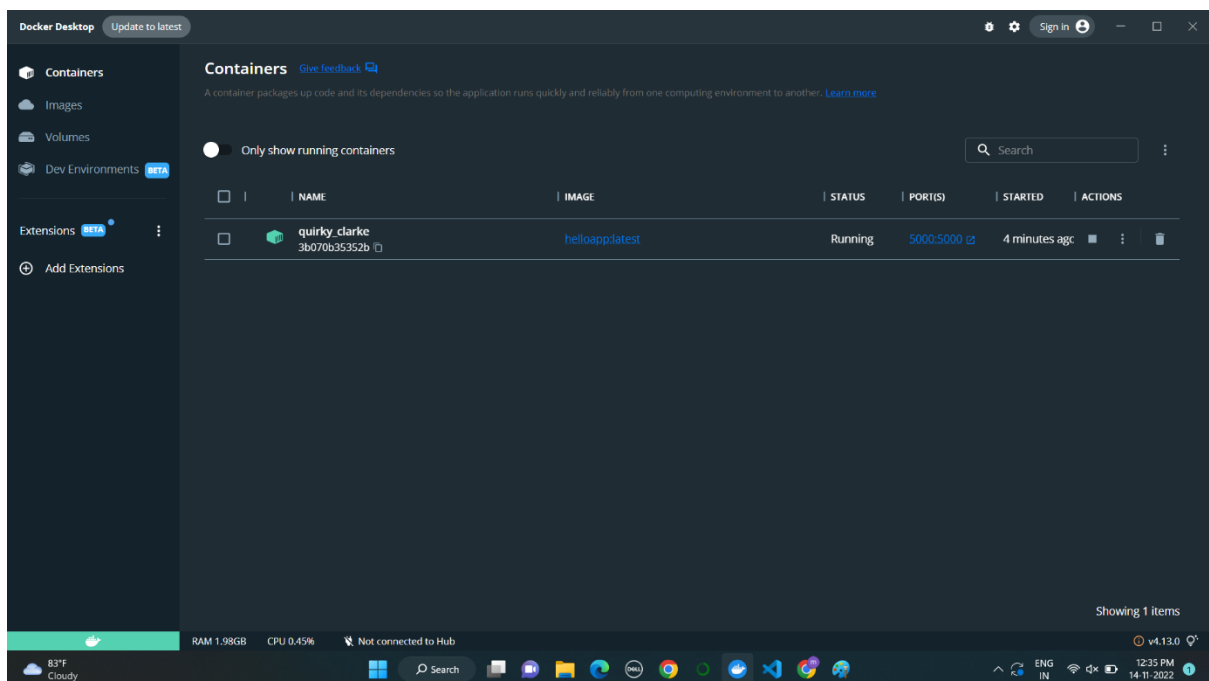 Docker Desktop Update to latest Sign in
Containers
Images
Volumes
Dev Environments BETA
Extensions BETA
Add Extensions
Containers Give feedback
A container packages up code and its dependencies so the application runs quickly and reliably from one computing environment to another. Learn more
Only show running containers Search
NAME IMAGE STATUS PORT(S) STARTED ACTIONS
quirky_clarke helloapp:latest Running 5000:5000 4 minutes agc
3b070b35352b
Showing 1 items
RAM 1.98GB CPU 0.45% Not connected to Hub v4.13.0
83°F
Cloudy
Search
DELL
ENG
IN
12:35 PM
14-11-2022
1